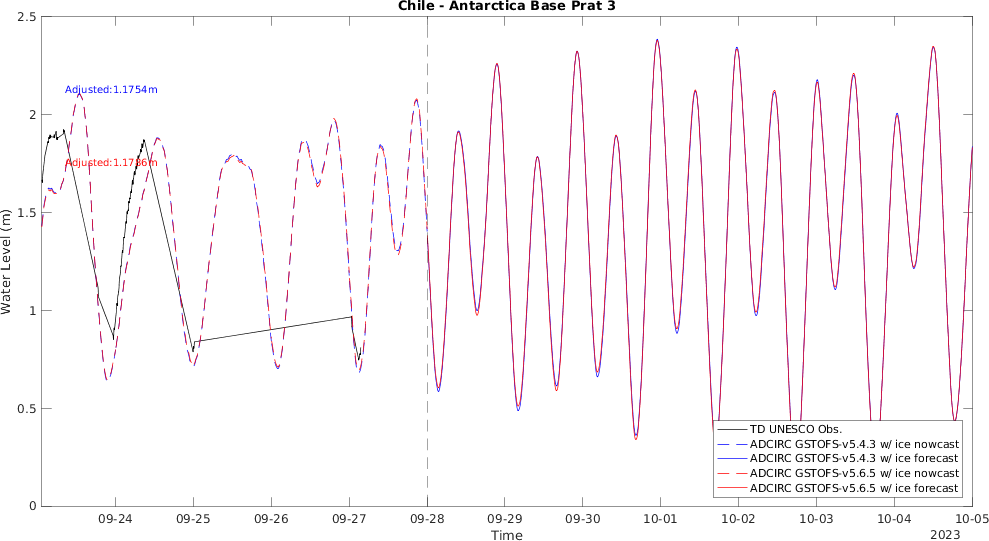 Chile - Antarctica Base Prat 3
2.5
2
1.5
1
0.5
0
Water Level (m)
Adjusted:1.1754m
Adjusted:1.1786m
TD UNESCO Obs.
ADCIRC GSTOFS-v5.4.3 w/ ice nowcast
ADCIRC GSTOFS-v5.4.3 w/ ice forecast
ADCIRC GSTOFS-v5.6.5 w/ ice nowcast
ADCIRC GSTOFS-v5.6.5 w/ ice forecast
09-24 09-25 09-26 09-27 09-28 09-29 09-30 10-01 10-02 10-03 10-04 10-05
Time
2023